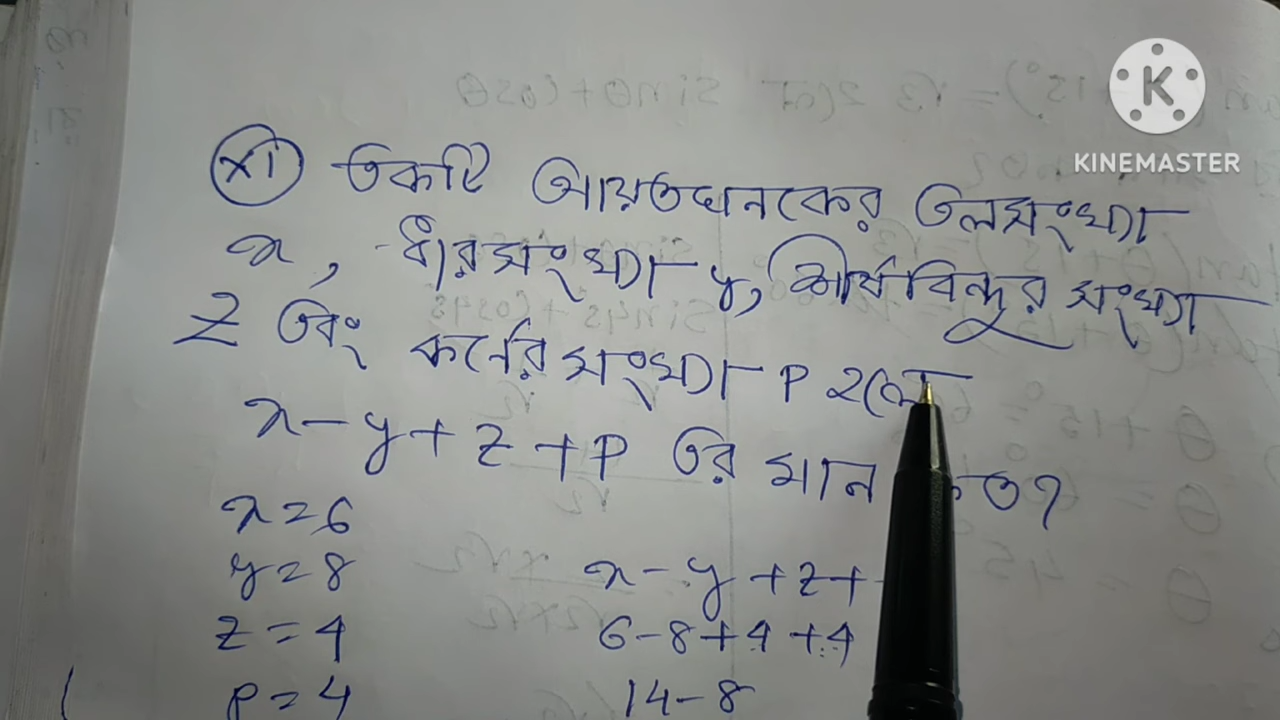 KINEMASTER
xi একটি আয়তঘনকের তলসংখ্যা
x, ধারসংখ্যা y, শীর্ষবিন্দুর সংখ্যা
z এবং কর্ণের সংখ্যা P হলে
x-y+z+P এর মান কত?
x=6
y=8 x-y+z+
z=4 6-8+4+4
P=4 14-8